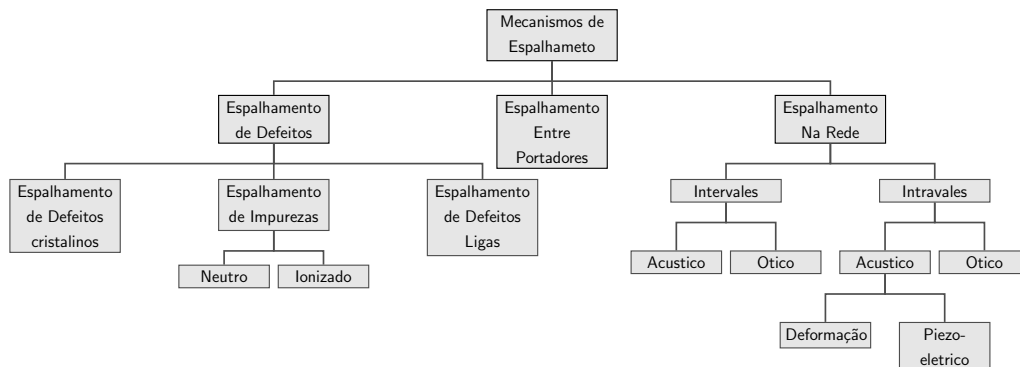 Mecanismos de
Espalhameto
Espalhamento
de Defeitos
Espalhamento
Entre
Portadores
Espalhamento
Na Rede
Espalhamento
de Defeitos
cristalinos
Espalhamento
de Impurezas
Espalhamento
de Defeitos
Ligas
Intervales
Intravales
Neutro
Ionizado
Acustico
Otico
Acustico
Otico
Deformação
Piezo-
eletrico